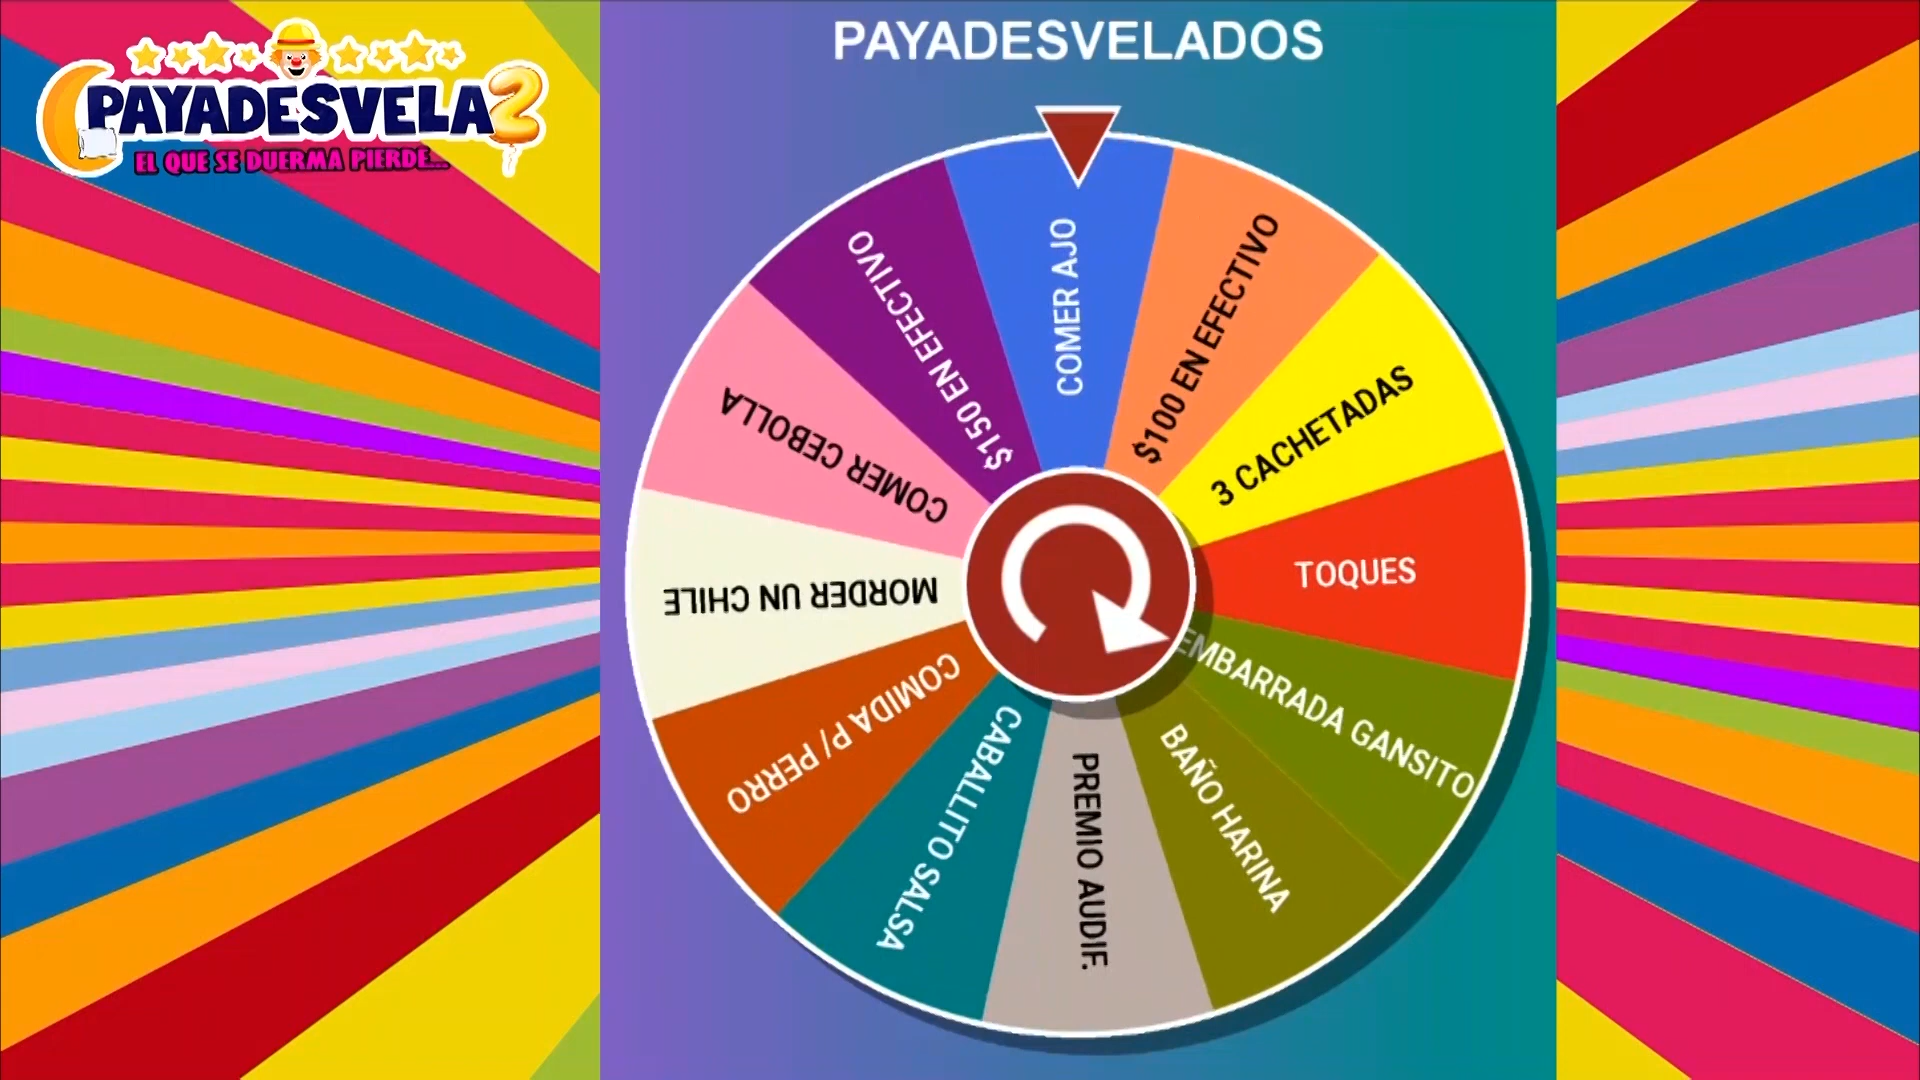 PAYADESVELADOS
PAYADESVELA2
EL QUE SE DUERMA PIERDE...
COMER AJO
$100 EN EFECTIVO
3 CACHETADAS
TOQUES
EMBARRADA GANSITO
BAÑO HARINA
PREMIO AUDIF.
CABALLITO SALSA
COMIDA P/ PERRO
MORDER UN CHILE
COMER CEBOLLA
$150 EN EFECTIVO